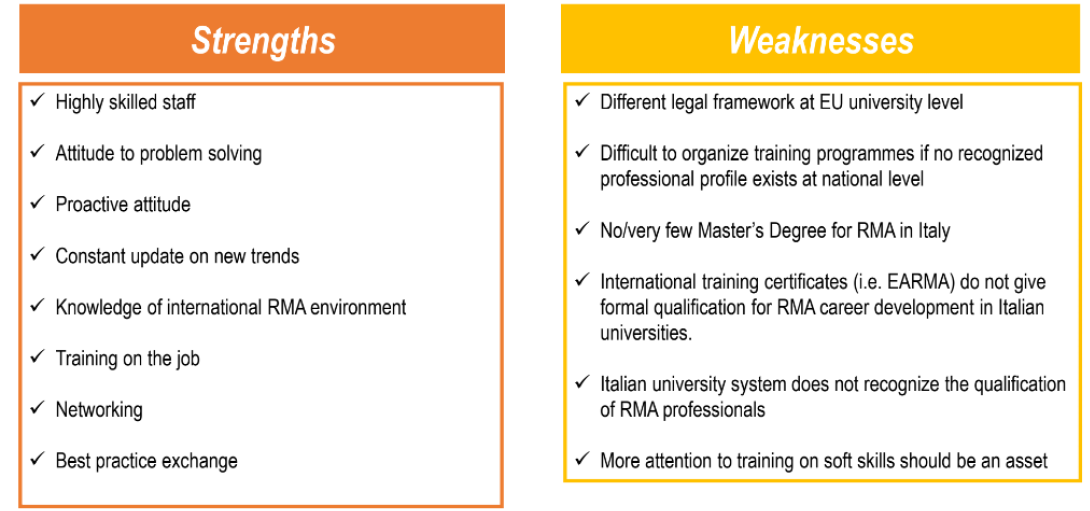 Strengths
✓ Highly skilled staff
✓ Attitude to problem solving
✓ Proactive attitude
✓ Constant update on new trends
✓ Knowledge of international RMA environment
✓ Training on the job
✓ Networking
✓ Best practice exchange
Weaknesses
✓ Different legal framework at EU university level
✓ Difficult to organize training programmes if no recognized
professional profile exists at national level
✓ No/very few Master's Degree for RMA in Italy
✓ International training certificates (i.e. EARMA) do not give
formal qualification for RMA career development in Italian
universities.
✓ Italian university system does not recognize the qualification
of RMA professionals
✓ More attention to training on soft skills should be an asset